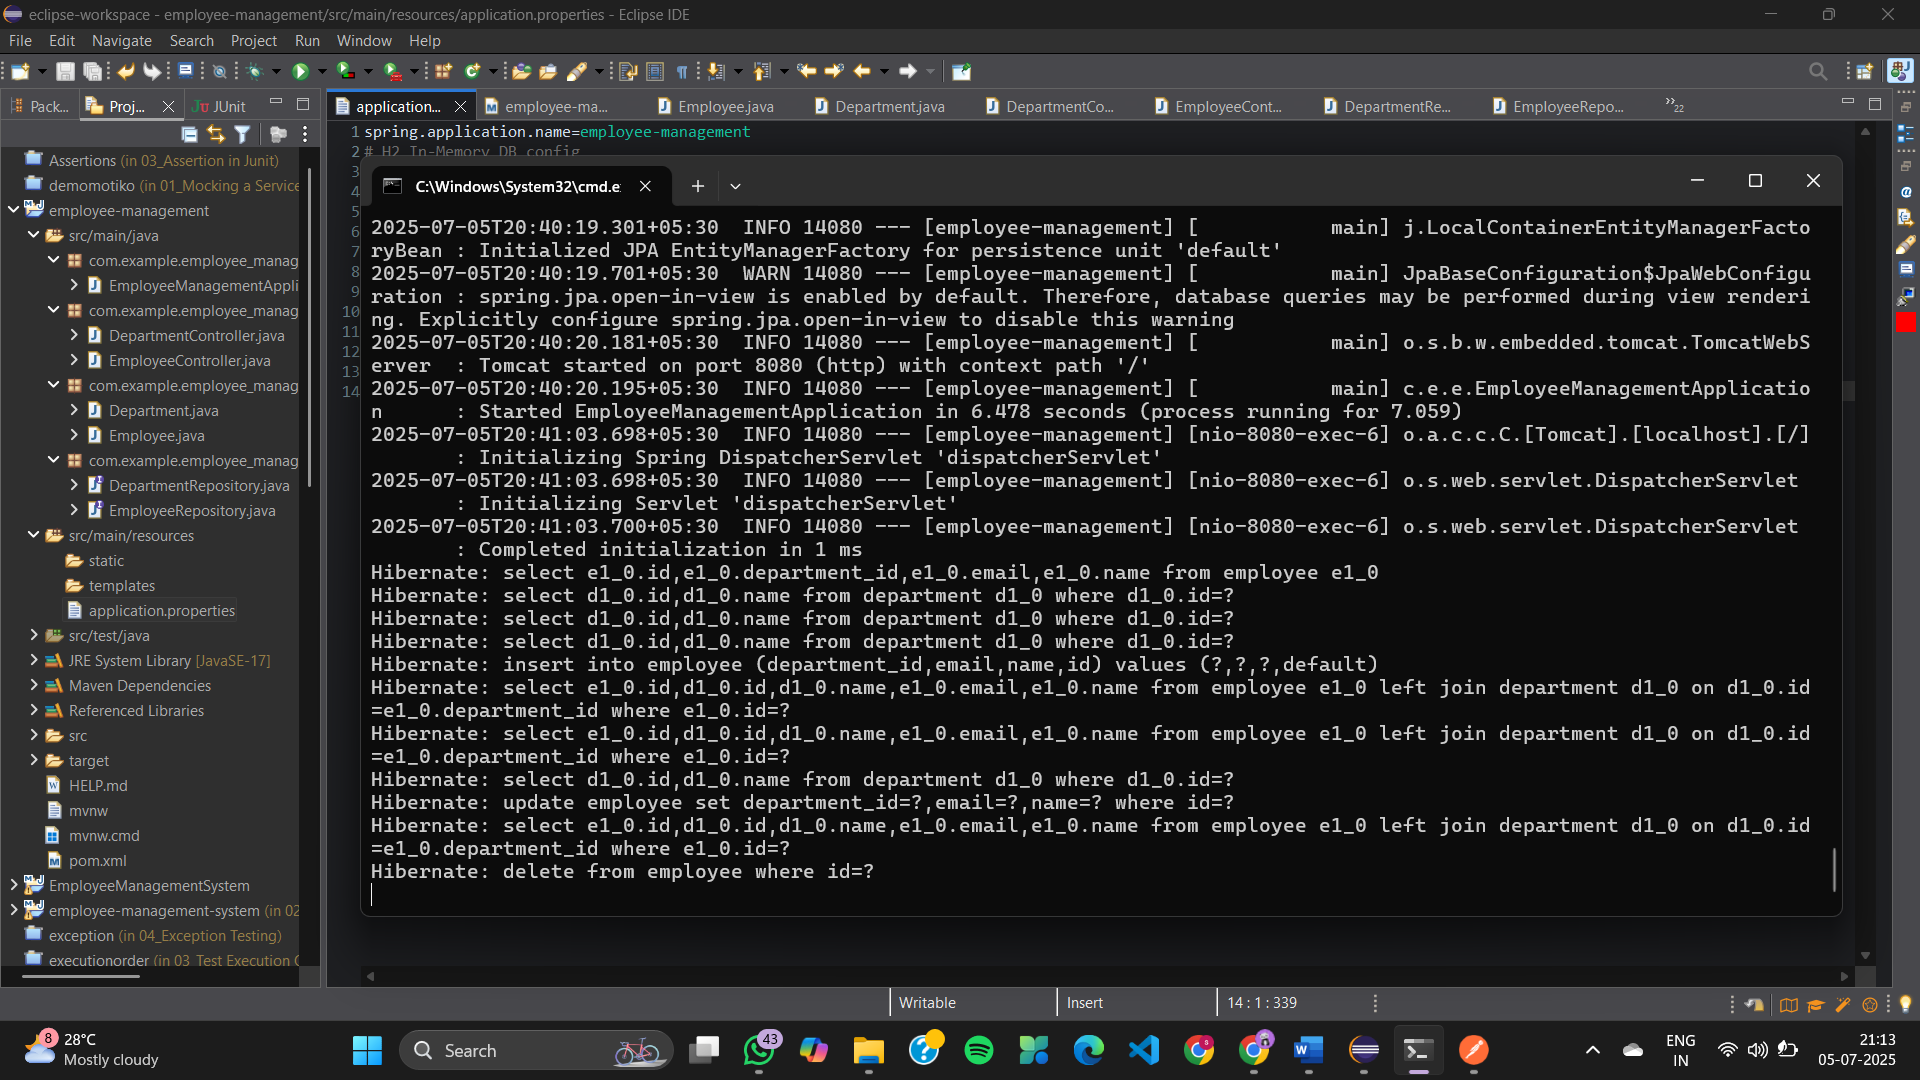 eclipse-workspace - employee-management/src/main/resources/application.properties - Eclipse IDE
File Edit Navigate Search Project Run Window Help
Pack... Proj... JUnit
application... employee-ma... Employee.java Department.java DepartmentCo... EmployeeCont... DepartmentRe... EmployeeRepo... »22
1 spring.application.name=employee-management
2 # H2 In-Memory DB config
3
4
5
6
7
8
9
10
11
12
13
14
Assertions (in 03_Assertion in Junit)
demomotiko (in 01_Mocking a Service
employee-management
src/main/java
com.example.employee_manag
EmployeeManagementAppli
com.example.employee_manag
DepartmentController.java
EmployeeController.java
com.example.employee_manag
Department.java
Employee.java
com.example.employee_manag
DepartmentRepository.java
EmployeeRepository.java
src/main/resources
static
templates
application.properties
src/test/java
JRE System Library [JavaSE-17]
Maven Dependencies
Referenced Libraries
src
target
HELP.md
mvnw
mvnw.cmd
pom.xml
EmployeeManagementSystem
employee-management-system (in 02
exception (in 04_Exception Testing)
executionorder (in 03_Test Execution
C:\Windows\System32\cmd.e
2025-07-05T20:40:19.301+05:30  INFO 14080 --- [employee-management] [           main] j.LocalContainerEntityManagerFacto
ryBean : Initialized JPA EntityManagerFactory for persistence unit 'default'
2025-07-05T20:40:19.701+05:30  WARN 14080 --- [employee-management] [           main] JpaBaseConfiguration$JpaWebConfigu
ration : spring.jpa.open-in-view is enabled by default. Therefore, database queries may be performed during view renderi
ng. Explicitly configure spring.jpa.open-in-view to disable this warning
2025-07-05T20:40:20.181+05:30  INFO 14080 --- [employee-management] [           main] o.s.b.w.embedded.tomcat.TomcatWebS
erver  : Tomcat started on port 8080 (http) with context path '/'
2025-07-05T20:40:20.195+05:30  INFO 14080 --- [employee-management] [           main] c.e.e.EmployeeManagementApplicatio
n      : Started EmployeeManagementApplication in 6.478 seconds (process running for 7.059)
2025-07-05T20:41:03.698+05:30  INFO 14080 --- [employee-management] [nio-8080-exec-6] o.a.c.c.C.[Tomcat].[localhost].[/]
       : Initializing Spring DispatcherServlet 'dispatcherServlet'
2025-07-05T20:41:03.698+05:30  INFO 14080 --- [employee-management] [nio-8080-exec-6] o.s.web.servlet.DispatcherServlet
       : Initializing Servlet 'dispatcherServlet'
2025-07-05T20:41:03.700+05:30  INFO 14080 --- [employee-management] [nio-8080-exec-6] o.s.web.servlet.DispatcherServlet
       : Completed initialization in 1 ms
Hibernate: select e1_0.id,e1_0.department_id,e1_0.email,e1_0.name from employee e1_0
Hibernate: select d1_0.id,d1_0.name from department d1_0 where d1_0.id=?
Hibernate: select d1_0.id,d1_0.name from department d1_0 where d1_0.id=?
Hibernate: select d1_0.id,d1_0.name from department d1_0 where d1_0.id=?
Hibernate: insert into employee (department_id,email,name,id) values (?,?,?,default)
Hibernate: select e1_0.id,d1_0.id,d1_0.name,e1_0.email,e1_0.name from employee e1_0 left join department d1_0 on d1_0.id
=e1_0.department_id where e1_0.id=?
Hibernate: select e1_0.id,d1_0.id,d1_0.name,e1_0.email,e1_0.name from employee e1_0 left join department d1_0 on d1_0.id
=e1_0.department_id where e1_0.id=?
Hibernate: select d1_0.id,d1_0.name from department d1_0 where d1_0.id=?
Hibernate: update employee set department_id=?,email=?,name=? where id=?
Hibernate: select e1_0.id,d1_0.id,d1_0.name,e1_0.email,e1_0.name from employee e1_0 left join department d1_0 on d1_0.id
=e1_0.department_id where e1_0.id=?
Hibernate: delete from employee where id=?
Writable Insert 14 : 1 : 339
8 28°C
Mostly cloudy
Search
43
ENG
IN
21:13
05-07-2025